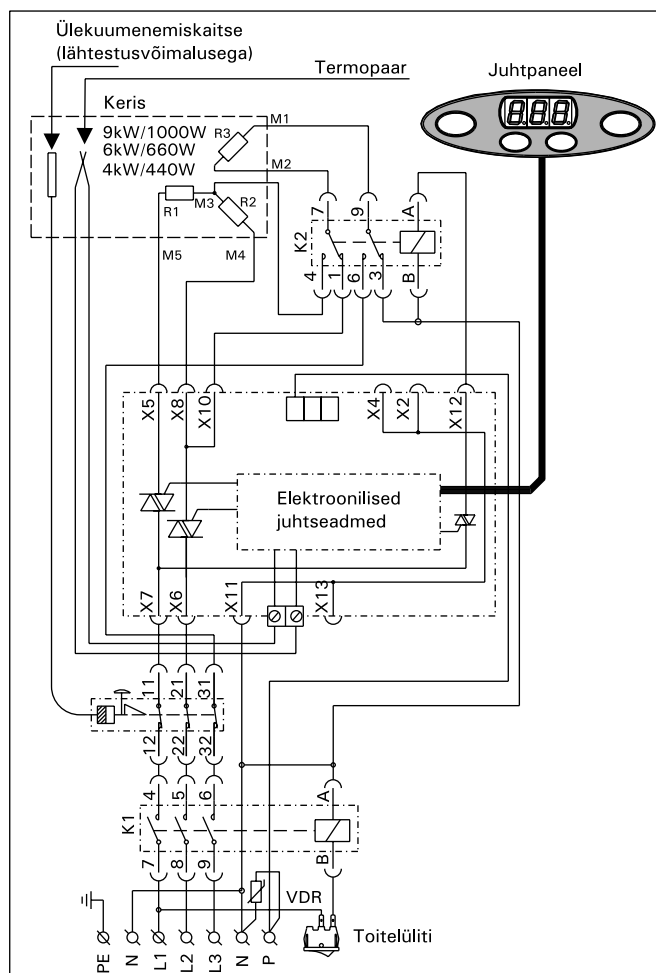 Ülekuumenemiskaitse
(lähtestusvõimalusega)
Termopaar
Juhtpaneel
Keris
9kW/1000W
6kW/660W
4kW/440W
R3
M1
M2
R1
M3
R2
M5
M4
888
K2
7
9
A
4
1
6
3
B
X5
X8
X10
X4
X2
X12
Elektroonilised
juhtseadmed
X7
X6
X11
X13
11
21
31
12
22
32
K1
4
5
6
A
7
8
9
B
VDR
Toitelüliti
PE
N
L1
L2
L3
N
P